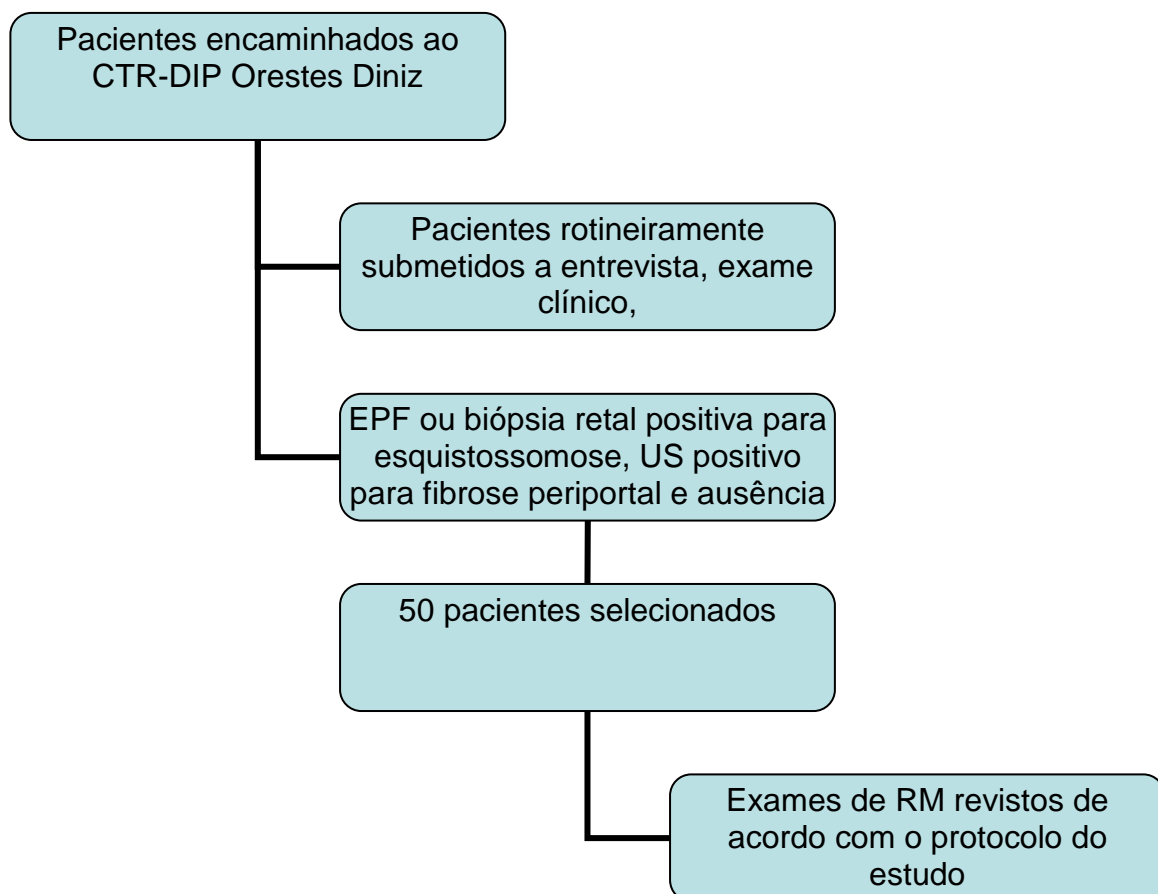 Pacientes encaminhados ao
CTR-DIP Orestes Diniz
Pacientes rotineiramente
submetidos a entrevista, exame
clínico,
EPF ou biópsia retal positiva para
esquistossomose, US positivo
para fibrose periportal e ausência
50 pacientes selecionados
Exames de RM revistos de
acordo com o protocolo do
estudo